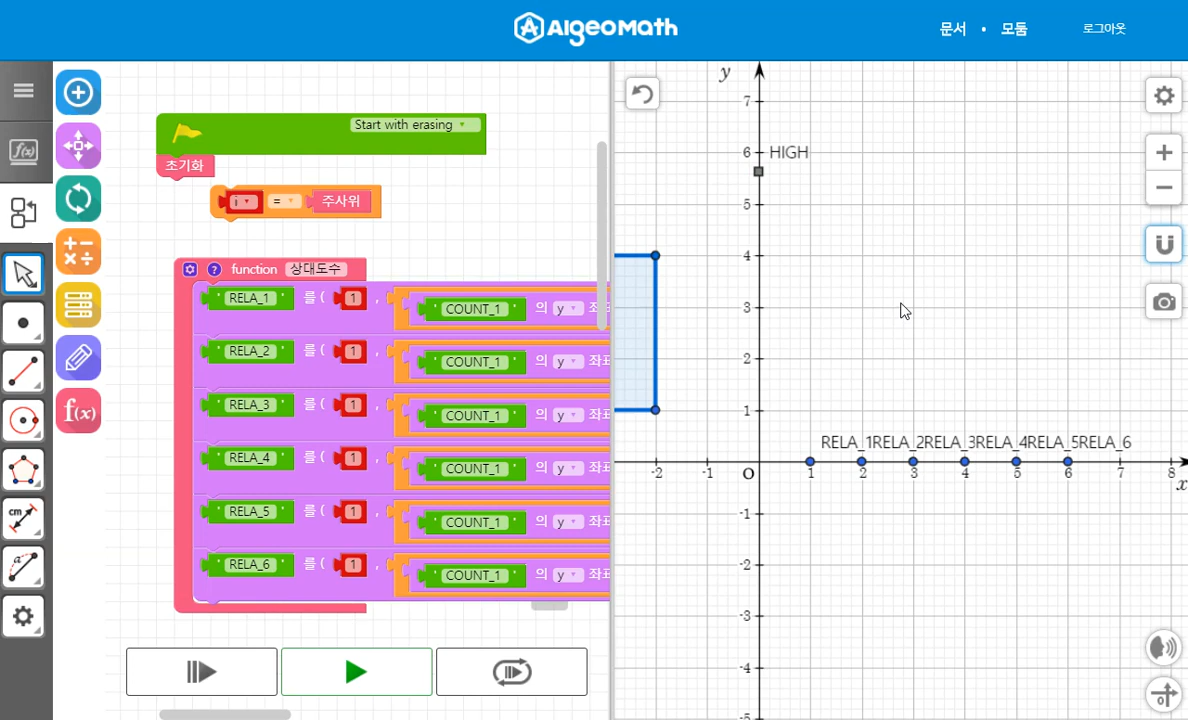 AlgeoMath
문서 • 모둠
로그아웃
f(x)
Start with erasing
초기화
i = 주사위
function 상대도수
' RELA_1 ' 를 ( 1 , ' COUNT_1 ' 의 y 좌표
' RELA_2 ' 를 ( 1 , ' COUNT_1 ' 의 y 좌표
' RELA_3 ' 를 ( 1 , ' COUNT_1 ' 의 y 좌표
' RELA_4 ' 를 ( 1 , ' COUNT_1 ' 의 y 좌표
' RELA_5 ' 를 ( 1 , ' COUNT_1 ' 의 y 좌표
' RELA_6 ' 를 ( 1 , ' COUNT_1 ' 의 y 좌표
f(x)
cm
a
y
7
6 HIGH
5
4
3
2
1
RELA_1RELA_2RELA_3RELA_4RELA_5RELA_6
-2 -1 O 1 2 3 4 5 6 7 8 x
-1
-2
-3
-4
-5